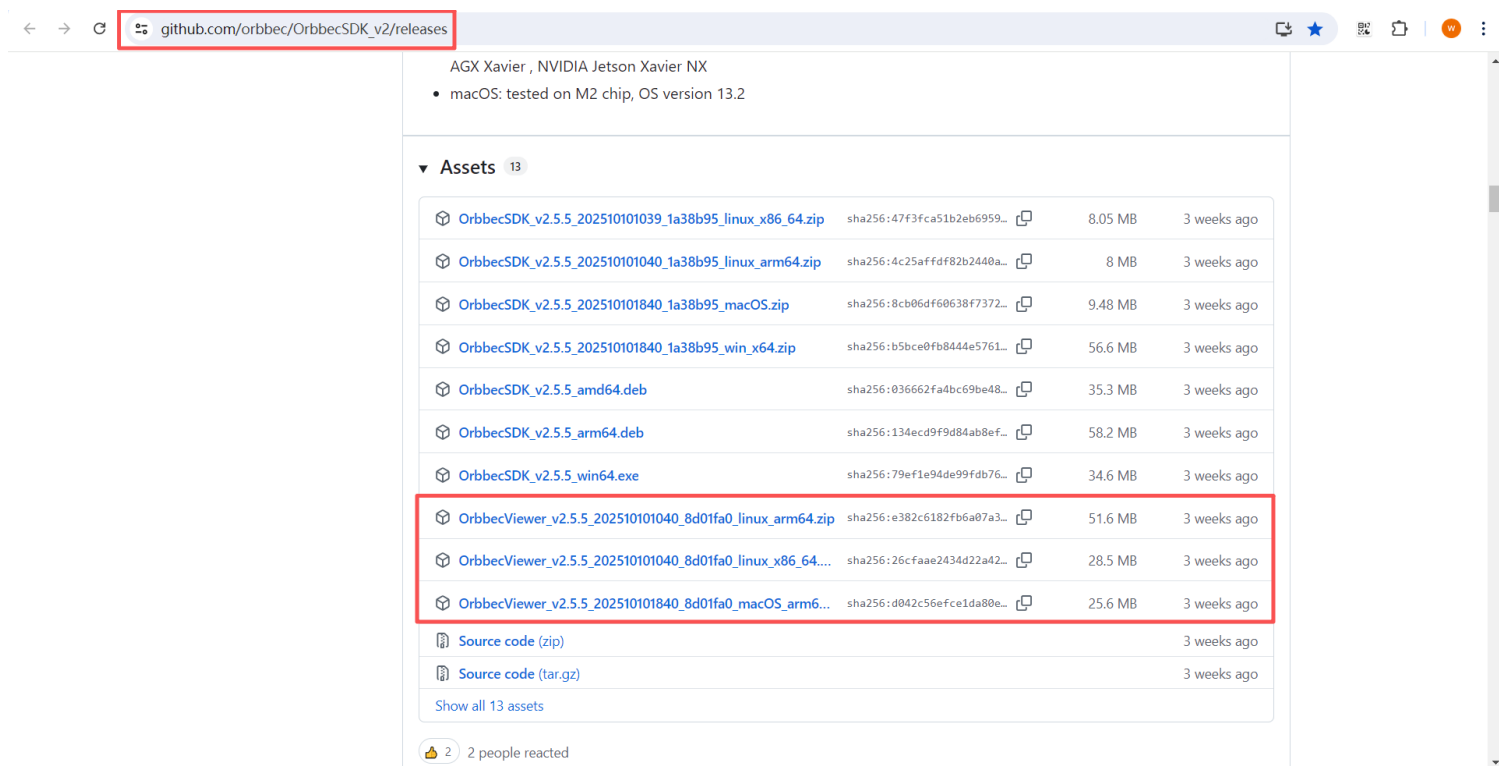 github.com/orbbec/OrbbecSDK_v2/releases
W
AGX Xavier , NVIDIA Jetson Xavier NX
macOS: tested on M2 chip, OS version 13.2
Assets 13
OrbbecSDK_v2.5.5_202510101039_1a38b95_linux_x86_64.zip sha256:47f3fca51b2eb6959… 8.05 MB 3 weeks ago
OrbbecSDK_v2.5.5_202510101040_1a38b95_linux_arm64.zip sha256:4c25affdf82b2440a… 8 MB 3 weeks ago
OrbbecSDK_v2.5.5_202510101840_1a38b95_macOS.zip sha256:8cb06df60638f7372… 9.48 MB 3 weeks ago
OrbbecSDK_v2.5.5_202510101840_1a38b95_win_x64.zip sha256:b5bce0fb8444e5761… 56.6 MB 3 weeks ago
OrbbecSDK_v2.5.5_amd64.deb sha256:036662fa4bc69be48… 35.3 MB 3 weeks ago
OrbbecSDK_v2.5.5_arm64.deb sha256:134ecd9f9d84ab8ef… 58.2 MB 3 weeks ago
OrbbecSDK_v2.5.5_win64.exe sha256:79ef1e94de99fdb76… 34.6 MB 3 weeks ago
OrbbecViewer_v2.5.5_202510101040_8d01fa0_linux_arm64.zip sha256:e382c6182fb6a07a3… 51.6 MB 3 weeks ago
OrbbecViewer_v2.5.5_202510101040_8d01fa0_linux_x86_64.… sha256:26cfaae2434d22a42… 28.5 MB 3 weeks ago
OrbbecViewer_v2.5.5_202510101840_8d01fa0_macOS_arm6… sha256:d042c56efce1da80e… 25.6 MB 3 weeks ago
Source code (zip) 3 weeks ago
Source code (tar.gz) 3 weeks ago
Show all 13 assets
2 2 people reacted